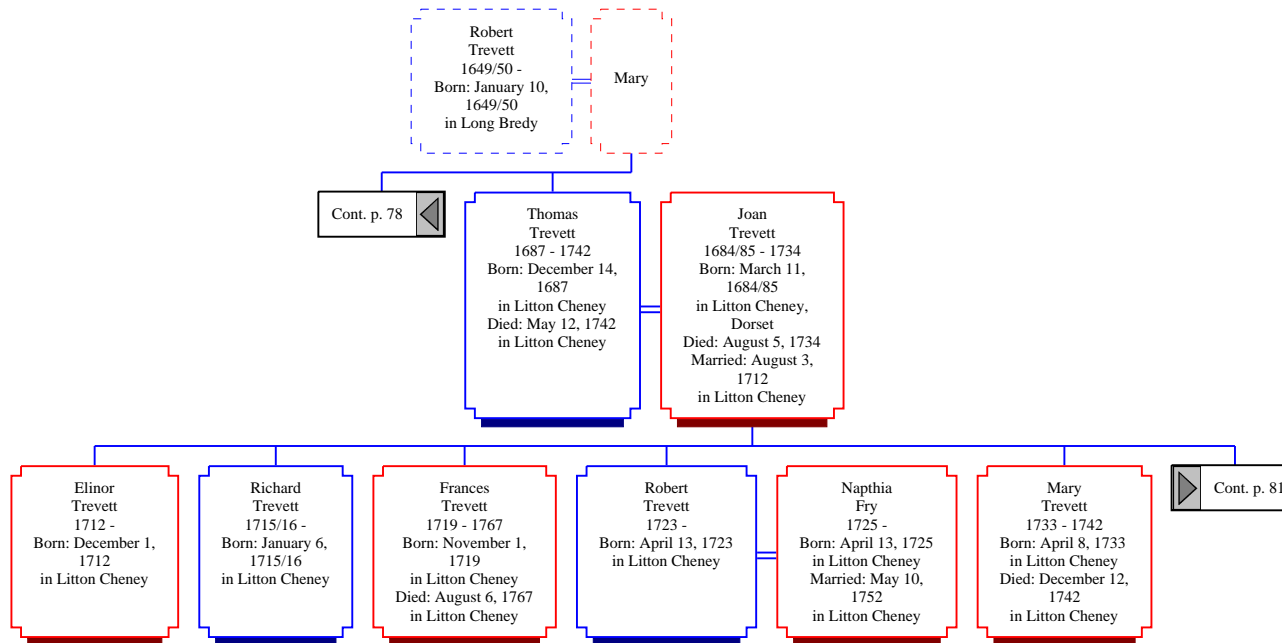 Robert
Trevett
1649/50 -
Born: January 10,
1649/50
in Long Bredy
Mary
Cont. p. 78
Thomas
Trevett
1687 - 1742
Born: December 14,
1687
in Litton Cheney
Died: May 12, 1742
in Litton Cheney
Joan
Trevett
1684/85 - 1734
Born: March 11,
1684/85
in Litton Cheney,
Dorset
Died: August 5, 1734
Married: August 3,
1712
in Litton Cheney
Elinor
Trevett
1712 -
Born: December 1,
1712
in Litton Cheney
Richard
Trevett
1715/16 -
Born: January 6,
1715/16
in Litton Cheney
Frances
Trevett
1719 - 1767
Born: November 1,
1719
in Litton Cheney
Died: August 6, 1767
in Litton Cheney
Robert
Trevett
1723 -
Born: April 13, 1723
in Litton Cheney
Napthia
Fry
1725 -
Born: April 13, 1725
in Litton Cheney
Married: May 10,
1752
in Litton Cheney
Mary
Trevett
1733 - 1742
Born: April 8, 1733
in Litton Cheney
Died: December 12,
1742
in Litton Cheney
Cont. p. 81